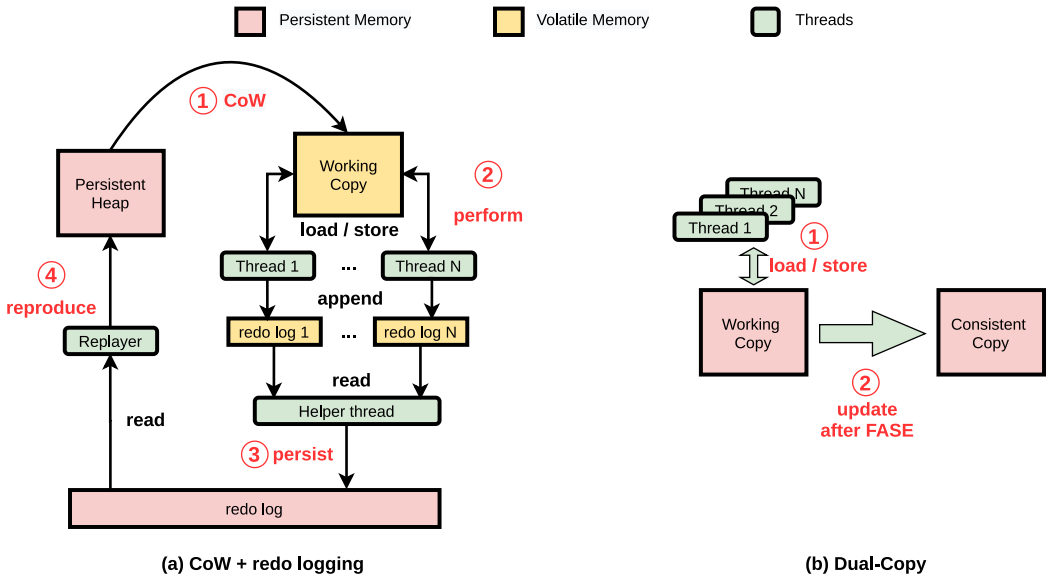 Persistent Memory
Volatile Memory
Threads
① CoW
Persistent
Heap
Working
Copy
②
perform
load / store
Thread 1
...
Thread N
append
④
reproduce
redo log 1
...
redo log N
Replayer
read
read
Helper thread
③ persist
redo log
(a) CoW + redo logging
Thread N
Thread 2
Thread 1
①
load / store
Working
Copy
Consistent
Copy
②
update
after FASE
(b) Dual-Copy